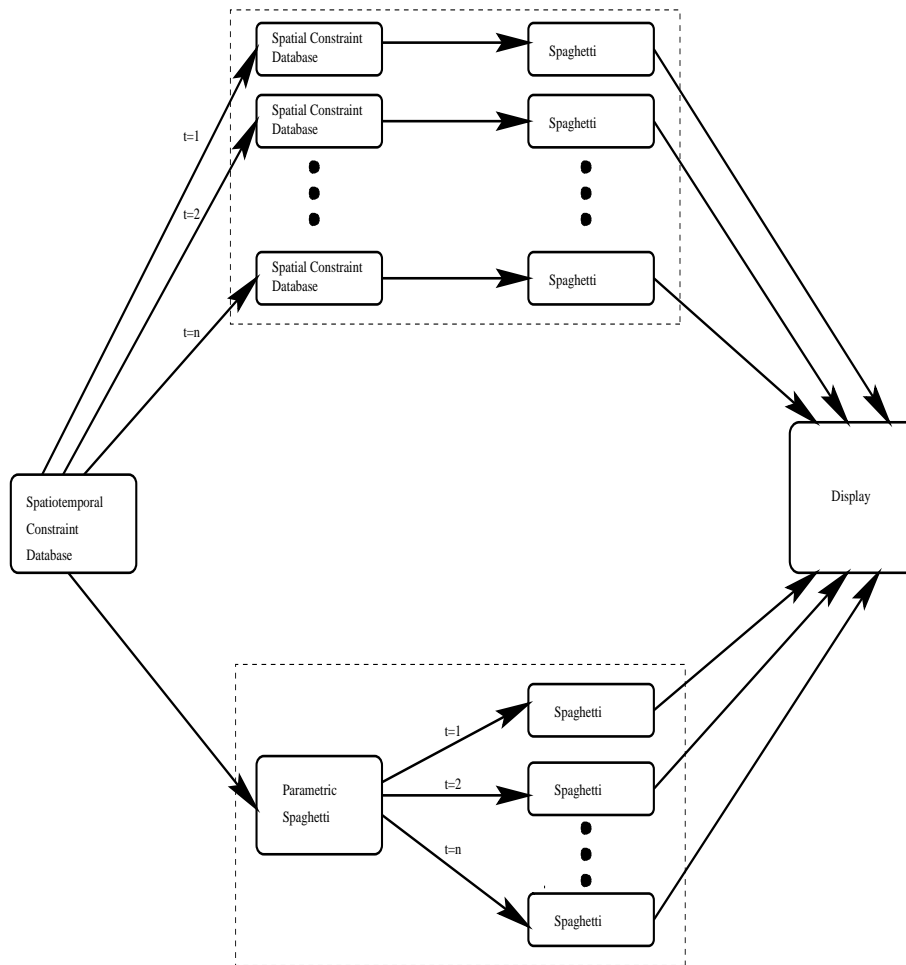 Spatial Constraint
Database
Spaghetti
Spatial Constraint
Database
Spaghetti
t=1
t=2
Spatial Constraint
Database
Spaghetti
t=n
Spatiotemporal
Constraint
Database
Display
Spaghetti
t=1
Parametric
Spaghetti
t=2
Spaghetti
t=n
Spaghetti